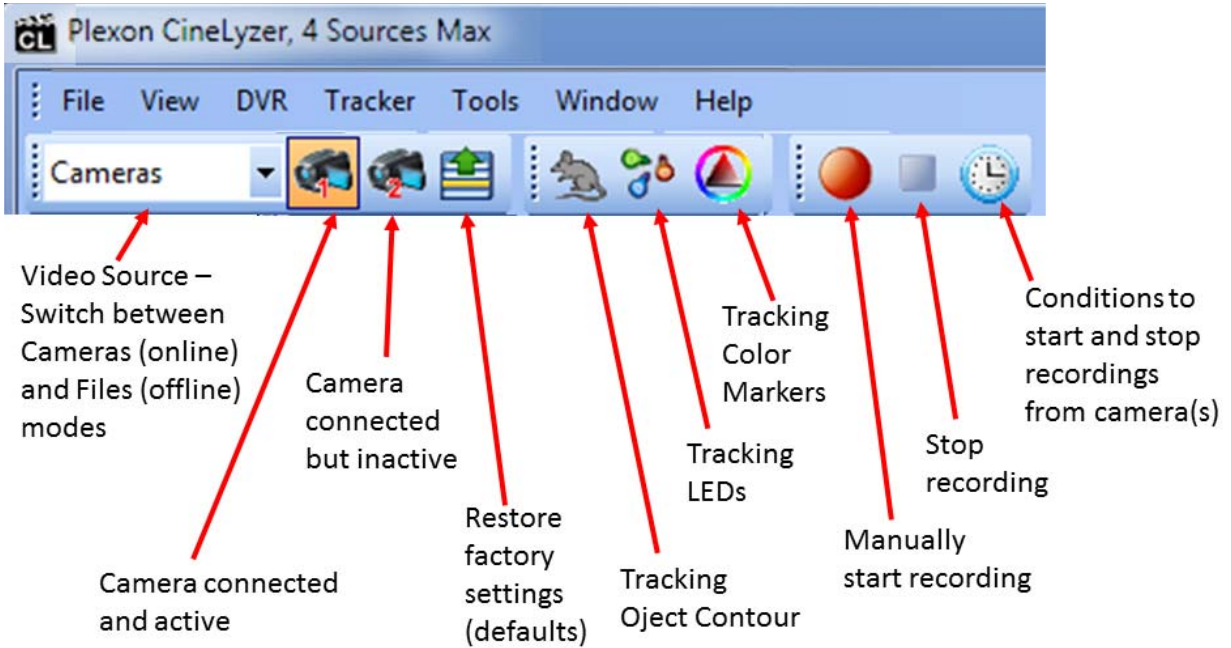 CL Plexon CineLyzer, 4 Sources Max
File View DVR Tracker Tools Window Help
Cameras 1 2
Video Source –
Switch between
Cameras (online)
and Files (offline)
modes
Camera connected
and active
Camera
connected
but inactive
Restore
factory
settings
(defaults)
Tracking
Oject Contour
Tracking
LEDs
Tracking
Color
Markers
Manually
start recording
Stop
recording
Conditions to
start and stop
recordings
from camera(s)